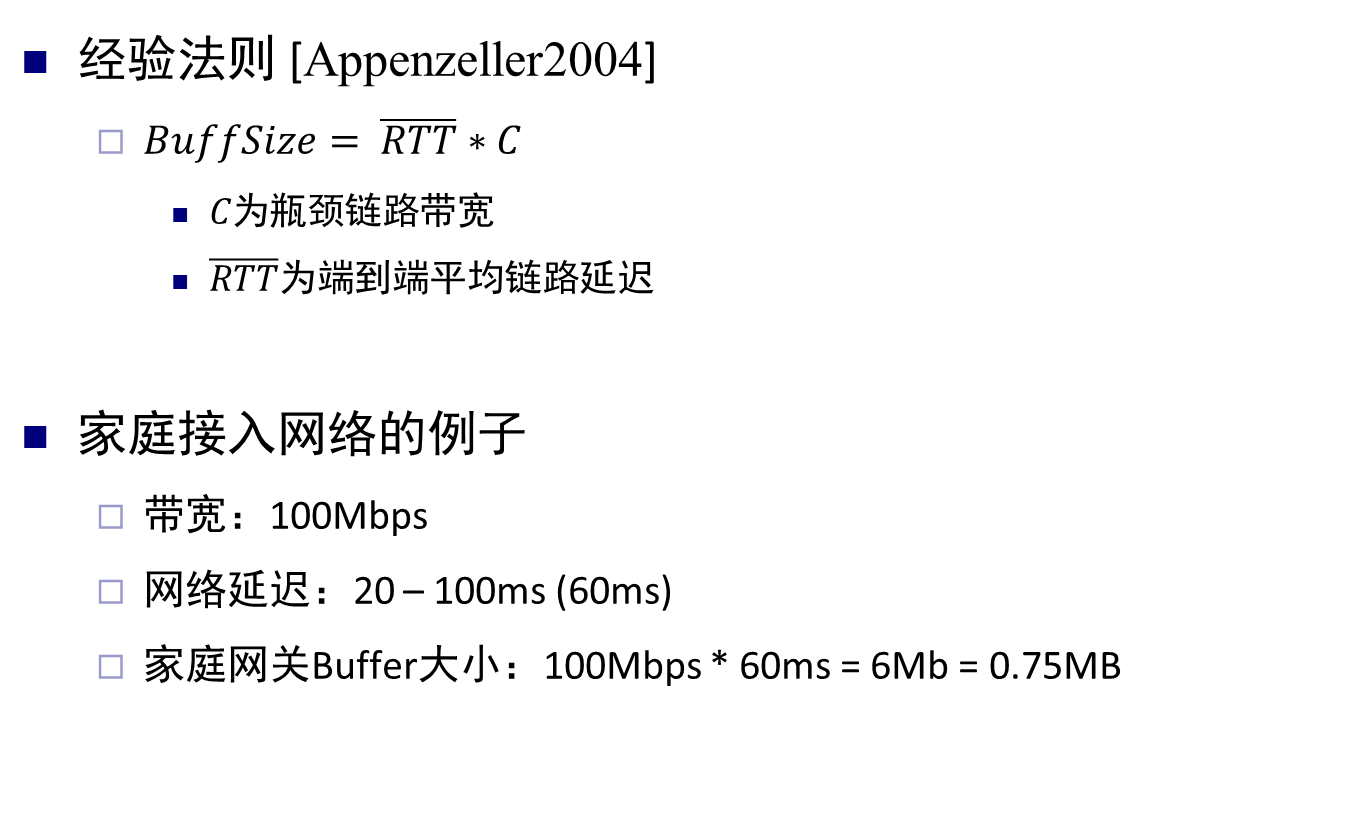 经验法则 [Appenzeller2004]
BuffSize = \overline{RTT} * C
C为瓶颈链路带宽
\overline{RTT}为端到端平均链路延迟
家庭接入网络的例子
带宽：100Mbps
网络延迟：20 – 100ms (60ms)
家庭网关Buffer大小：100Mbps * 60ms = 6Mb = 0.75MB